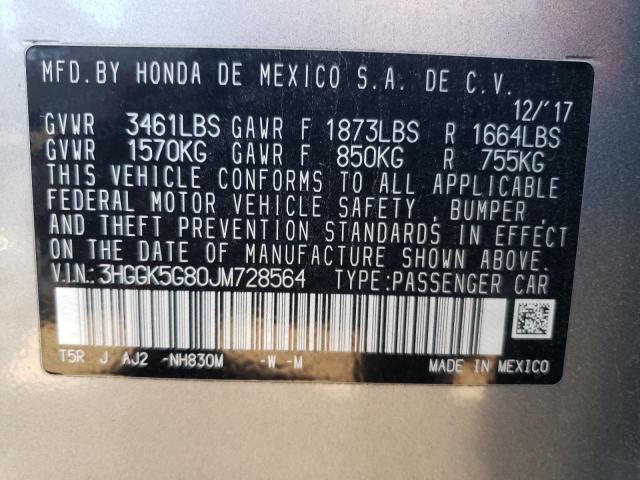 MFD.BY HONDA DE MEXICO S.A. DE C.V.
12/'17
GVWR 3461LBS GAWR F 1873LBS R 1664LBS
GVWR 1570KG GAWR F 850KG R 755KG
THIS VEHICLE CONFORMS TO ALL APPLICABLE
FEDERAL MOTOR VEHICLE SAFETY , BUMPER ,
AND THEFT PREVENTION STANDARDS IN EFFECT
ON THE DATE OF MANUFACTURE SHOWN ABOVE.
V.I.N.: 3HGGK5G80JM728564 TYPE:PASSENGER CAR
T5R J AJ2 -NH830M -W -M
MADE IN MEXICO